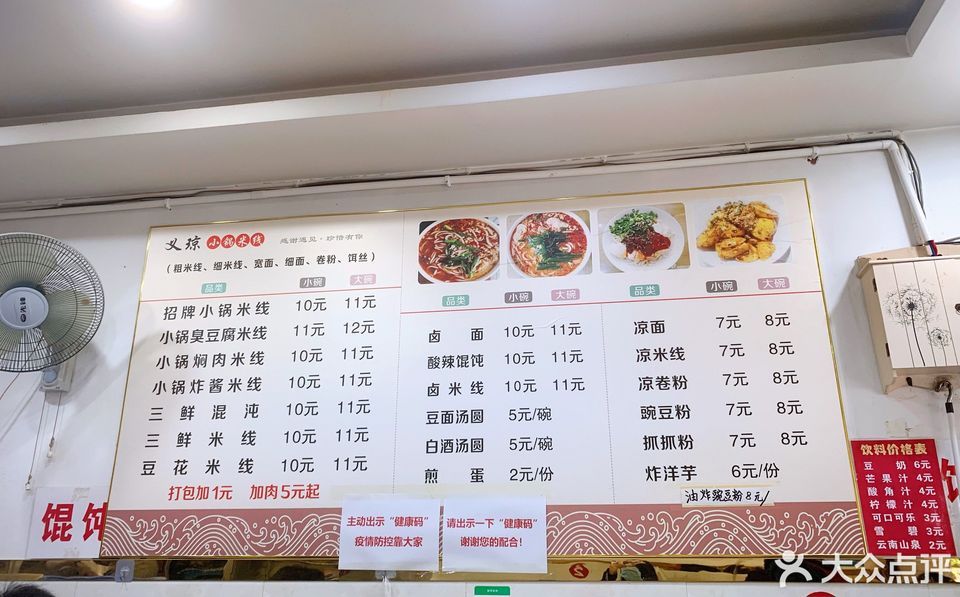 义琼 小锅米线 感谢遇见·珍惜有你
(粗米线、细米线、宽面、细面、卷粉、饵丝)
品类 小碗 大碗
招牌小锅米线 10元 11元
小锅臭豆腐米线 11元 12元
小锅焖肉米线 10元 11元
小锅炸酱米线 10元 11元
三鲜混沌 10元 11元
三鲜米线 10元 11元
豆花米线 10元 11元
打包加1元 加肉5元起
品类 小碗 大碗
卤面 10元 11元
酸辣馄饨 10元 11元
卤米线 10元 11元
豆面汤圆 5元/碗
白酒汤圆 5元/碗
煎蛋 2元/份
品类 小碗 大碗
凉面 7元 8元
凉米线 7元 8元
凉卷粉 7元 8元
豌豆粉 7元 8元
抓抓粉 7元 8元
炸洋芋 6元/份
油炸豌豆粉8元/
主动出示“健康码”
疫情防控靠大家
请出示一下“健康码”
谢谢您的配合!
馄饨
饮料价格表
豆奶 6元
芒果汁 4元
酸角汁 4元
柠檬汁 4元
可口可乐 3元
雪碧 3元
云南山泉 2元
大众点评